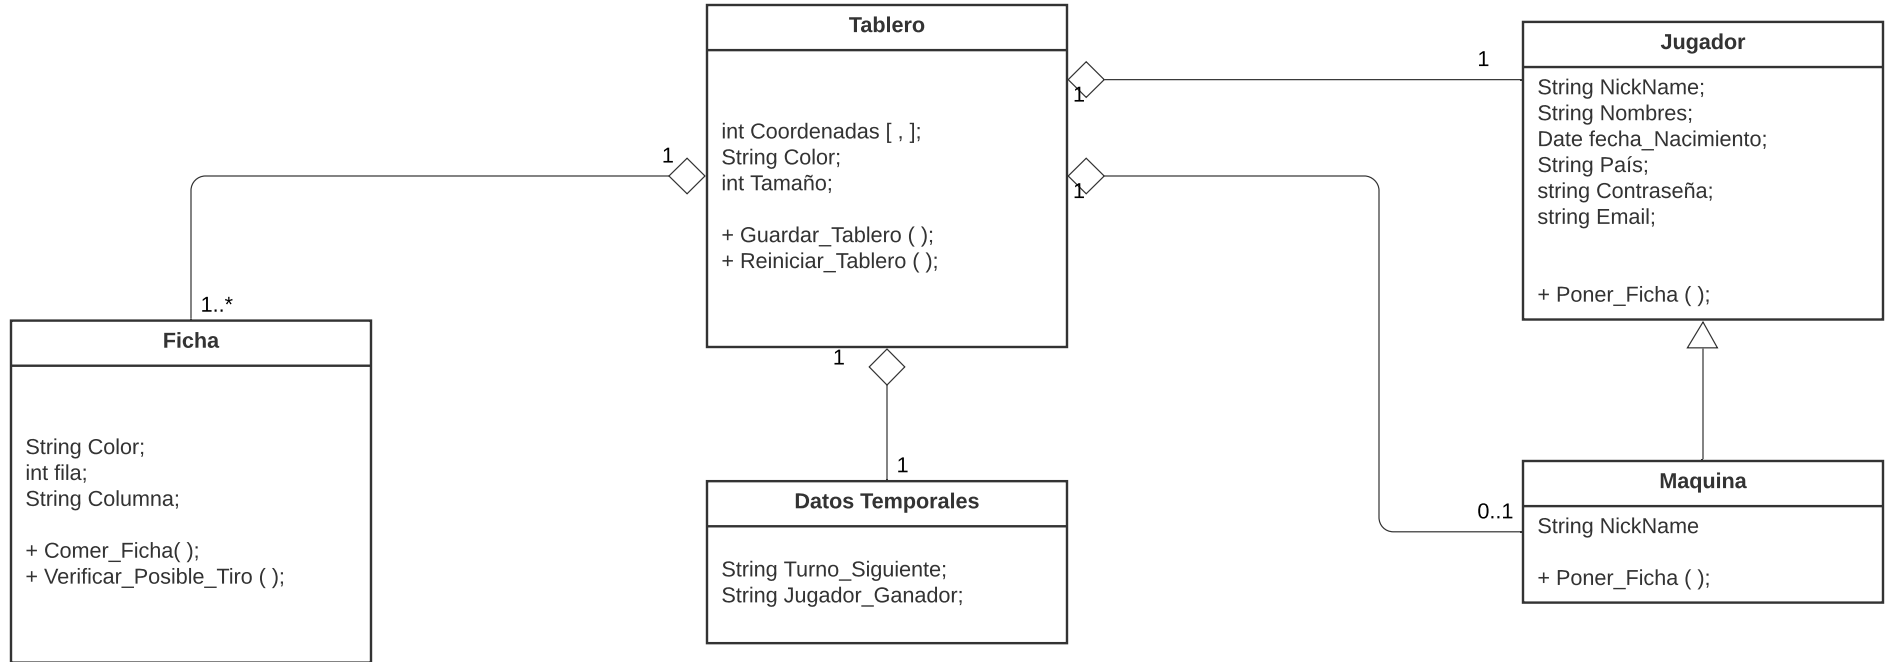 Tablero
int Coordenadas [ , ];
String Color;
int Tamaño;
+ Guardar_Tablero ( );
+ Reiniciar_Tablero ( );
1
1
1
1
1
Jugador
String NickName;
String Nombres;
Date fecha_Nacimiento;
String País;
string Contraseña;
string Email;
+ Poner_Ficha ( );
1..*
Ficha
String Color;
int fila;
String Columna;
+ Comer_Ficha( );
+ Verificar_Posible_Tiro ( );
1
Datos Temporales
String Turno_Siguiente;
String Jugador_Ganador;
0..1
Maquina
String NickName
+ Poner_Ficha ( );